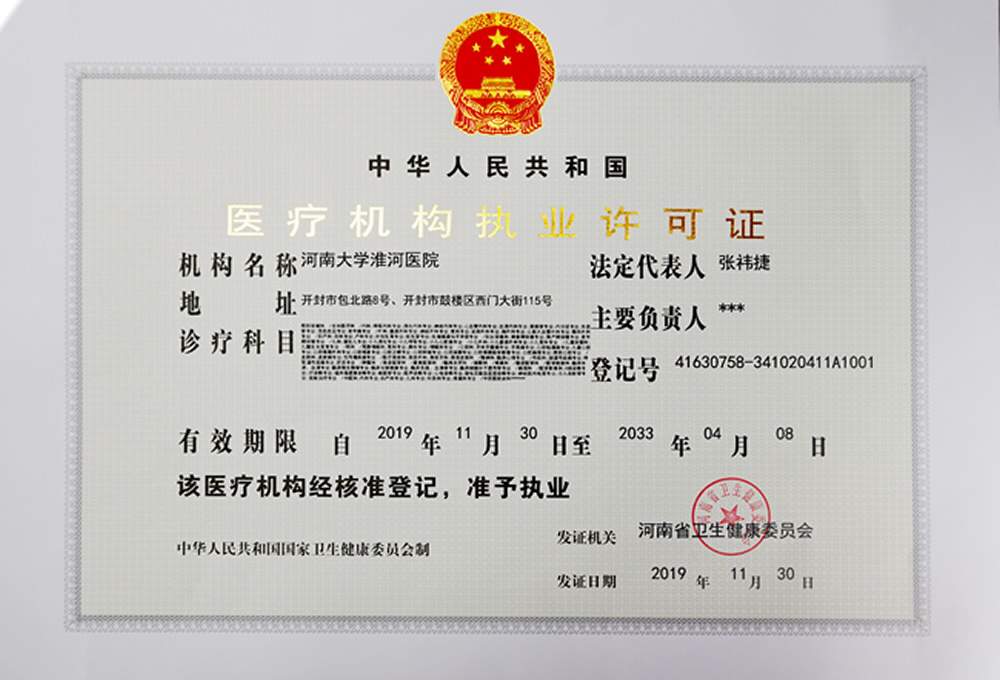 中华人民共和国
医疗机构执业许可证
机构名称 河南大学淮河医院
地址 开封市包北路8号、开封市鼓楼区西门大街115号
诊疗科目
法定代表人 张祎捷
主要负责人 ***
登记号 41630758-341020411A1001
有效期限 自 2019 年 11 月 30 日至 2033 年 04 月 08 日
该医疗机构经核准登记，准予执业
发证机关 河南省卫生健康委员会
中华人民共和国国家卫生健康委员会制
发证日期 2019 年 11 月 30 日